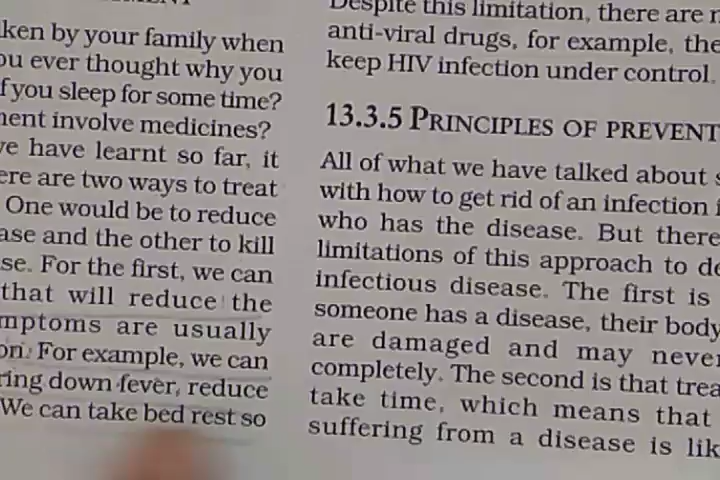 ken by your family when
ou ever thought why you
f you sleep for some time?
ent involve medicines?
ve have learnt so far, it
ere are two ways to treat
One would be to reduce
ase and the other to kill
se. For the first, we can
that will reduce the
mptoms are usually
on. For example, we can
ring down fever, reduce
We can take bed rest so
Despite this limitation, there are
anti-viral drugs, for example, the
keep HIV infection under control.
13.3.5 PRINCIPLES OF PREVENT
All of what we have talked about s
with how to get rid of an infection i
who has the disease. But there
limitations of this approach to de
infectious disease. The first is
someone has a disease, their body
are damaged and may never
completely. The second is that trea
take time, which means that
suffering from a disease is lik